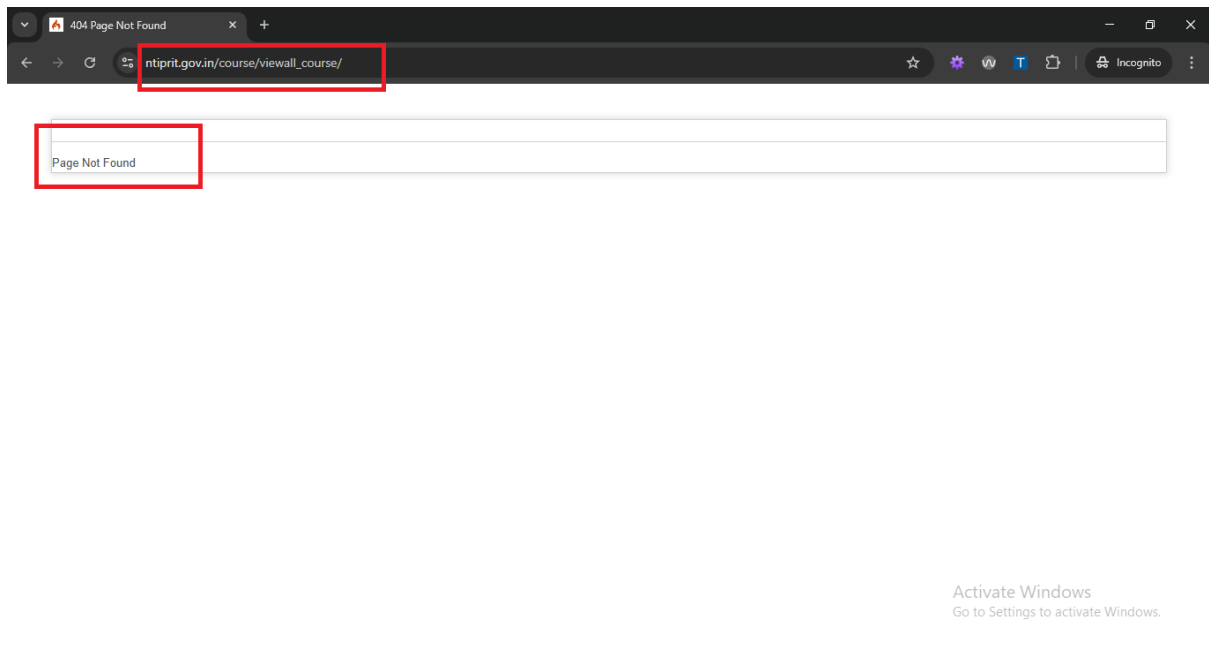 404 Page Not Found
ntiprit.gov.in/course/viewall_course/
T
Incognito
Page Not Found
Activate Windows
Go to Settings to activate Windows.